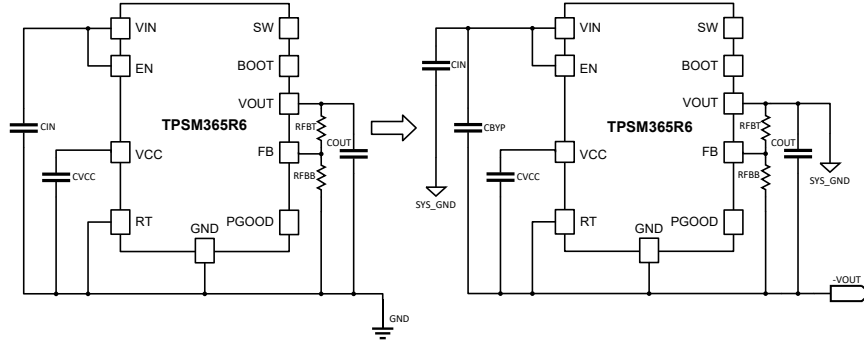 VIN
SW
EN
BOOT
VOUT
TPSM365R6
RFBT
CIN
VCC
FB
COUT
CVCC
RFBB
RT
GND
PGOOD
GND
VIN
SW
CIN
EN
BOOT
VOUT
TPSM365R6
RFBT
CBYP
VCC
FB
COUT
CVCC
RFBB
SYS_GND
SYS_GND
RT
GND
PGOOD
-VOUT